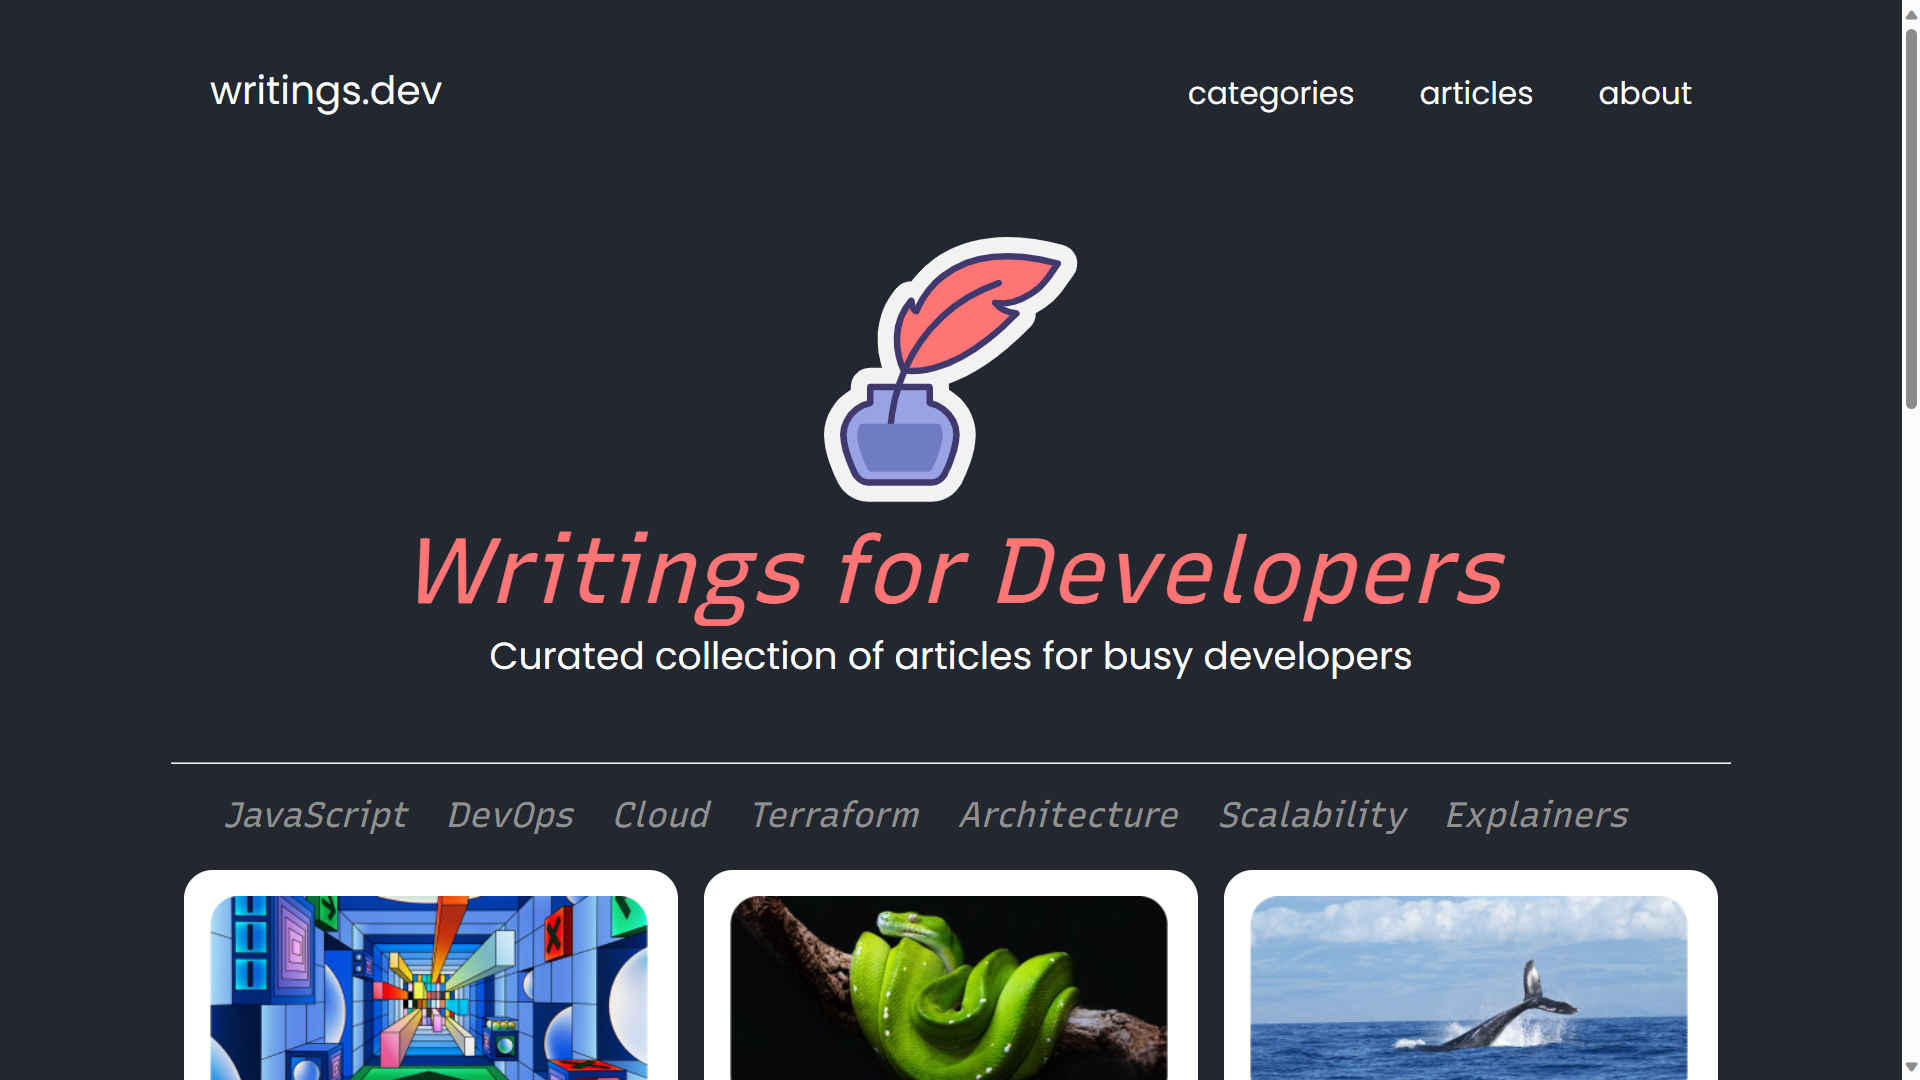 writings.dev
categories articles about
Writings for Developers
Curated collection of articles for busy developers
JavaScript DevOps Cloud Terraform Architecture Scalability Explainers